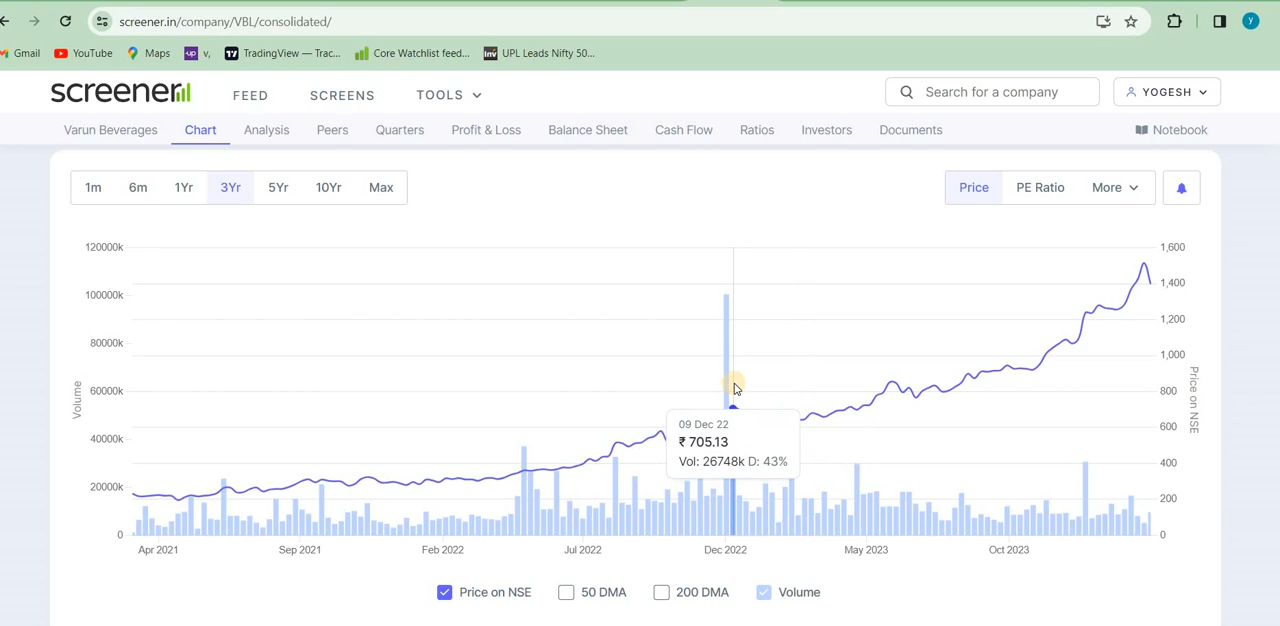 screener.in/company/VBL/consolidated/
y
Gmail YouTube Maps up v, TradingView — Trac... Core Watchlist feed... inv UPL Leads Nifty 50...
screener FEED SCREENS TOOLS Search for a company YOGESH
Varun Beverages Chart Analysis Peers Quarters Profit & Loss Balance Sheet Cash Flow Ratios Investors Documents Notebook
1m 6m 1Yr 3Yr 5Yr 10Yr Max Price PE Ratio More
120000k 1,600
100000k 1,400
1,200
80000k
1,000
60000k 800
Volume Price on NSE
09 Dec 22
600
₹ 705.13
40000k
Vol: 26748k D: 43%
400
20000k 200
0 0
Apr 2021 Sep 2021 Feb 2022 Jul 2022 Dec 2022 May 2023 Oct 2023
Price on NSE 50 DMA 200 DMA Volume